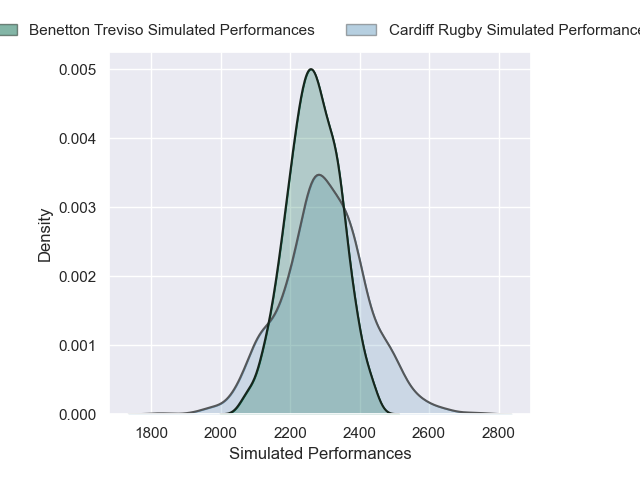 Benetton Treviso Simulated Performances Cardiff Rugby Simulated Performance
0.005
0.004
0.003
0.002
0.001
0.000
Density
1800 2000 2200 2400 2600 2800
Simulated Performances